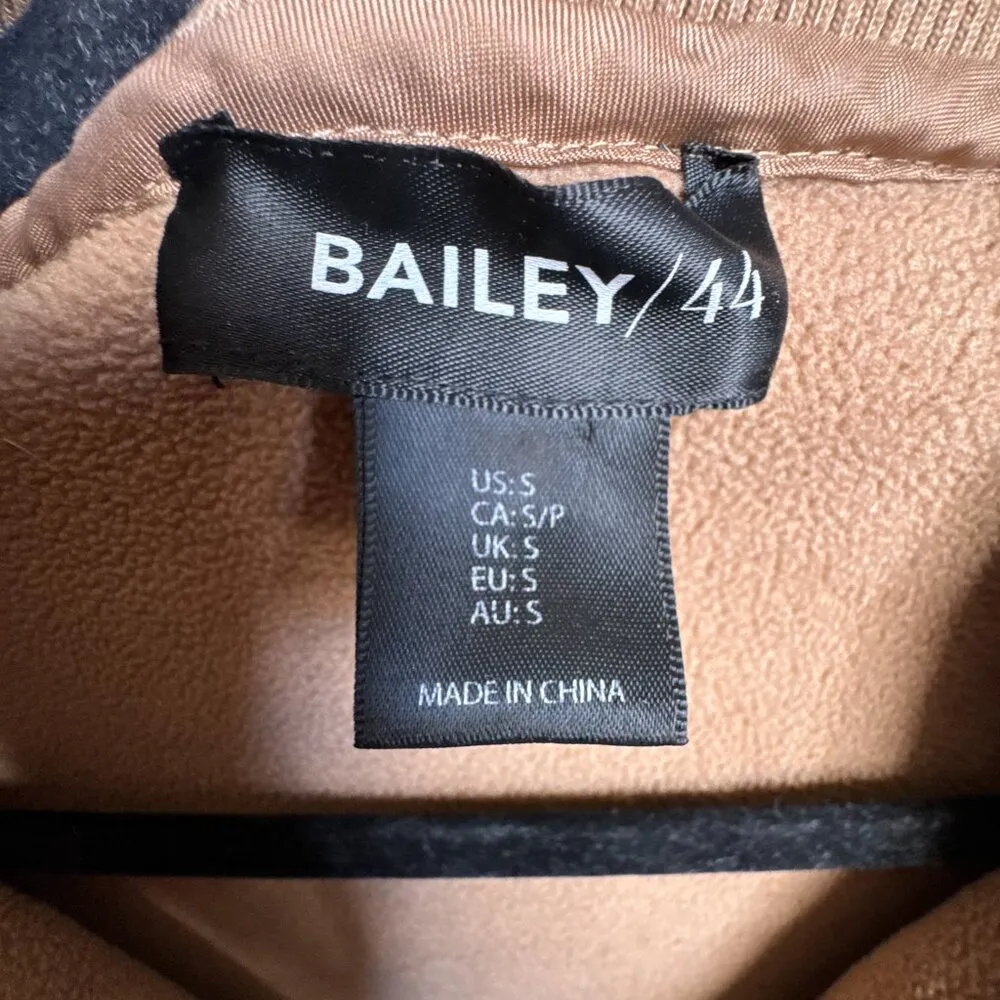 BAILEY/44
US: S
CA: S/P
UK: S
EU: S
AU: S
MADE IN CHINA